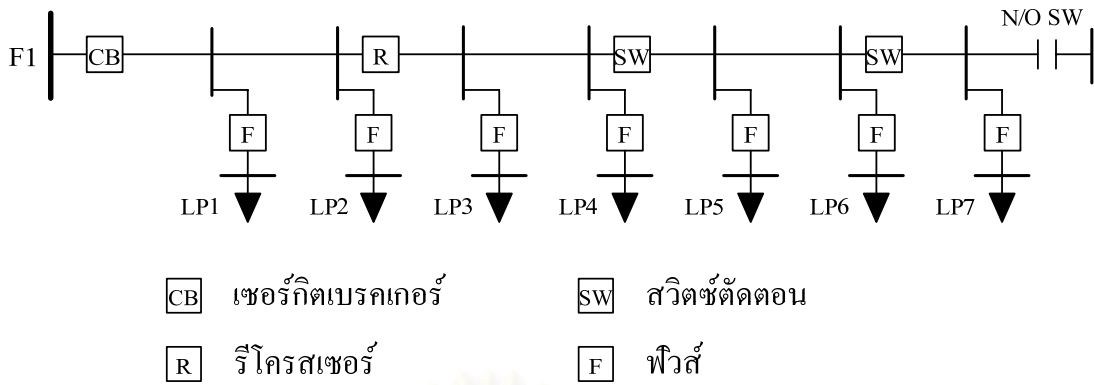 N/O SW
F1 CB R SW SW
F F F F F F F
LP1 LP2 LP3 LP4 LP5 LP6 LP7
CB เซอร์กิตเบรคเกอร์ SW สวิตซ์ตัดตอน
R รีโครสเซอร์ F ฟิวส์